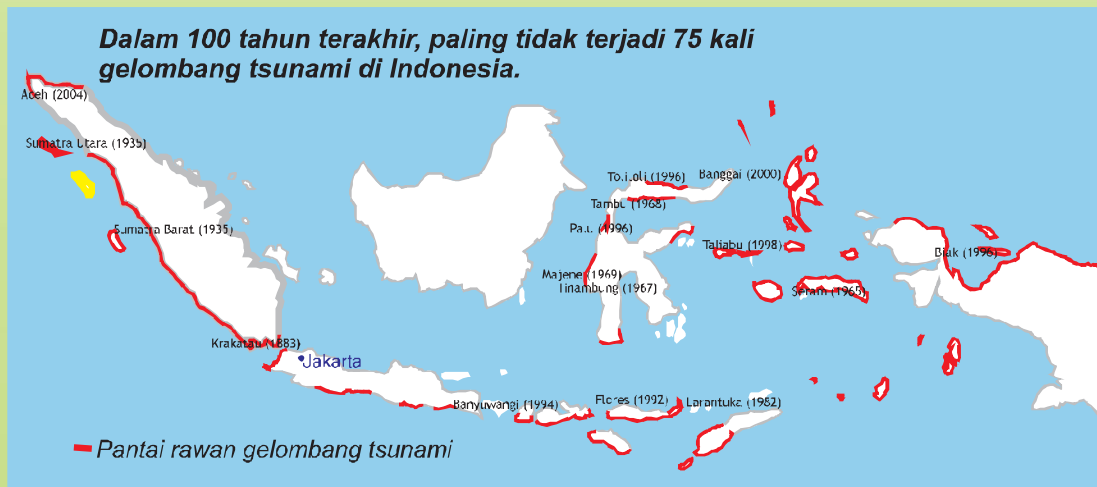 Dalam 100 tahun terakhir, paling tidak terjadi 75 kali
gelombang tsunami di Indonesia.
Aceh (2004)
Sumatra Utara (1935)
Sumatra Barat (1935)
Krakatau (1883)
Jakarta
Banyuwangi (1994)
Flores (1992)
Larantuka (1982)
Majene (1969)
Tinambung (1967)
Palu (1996)
Tambu (1968)
Tolitoli (1996)
Banggai (2000)
Taliabu (1998)
Seram (1965)
Biak (1996)
Pantai rawan gelombang tsunami